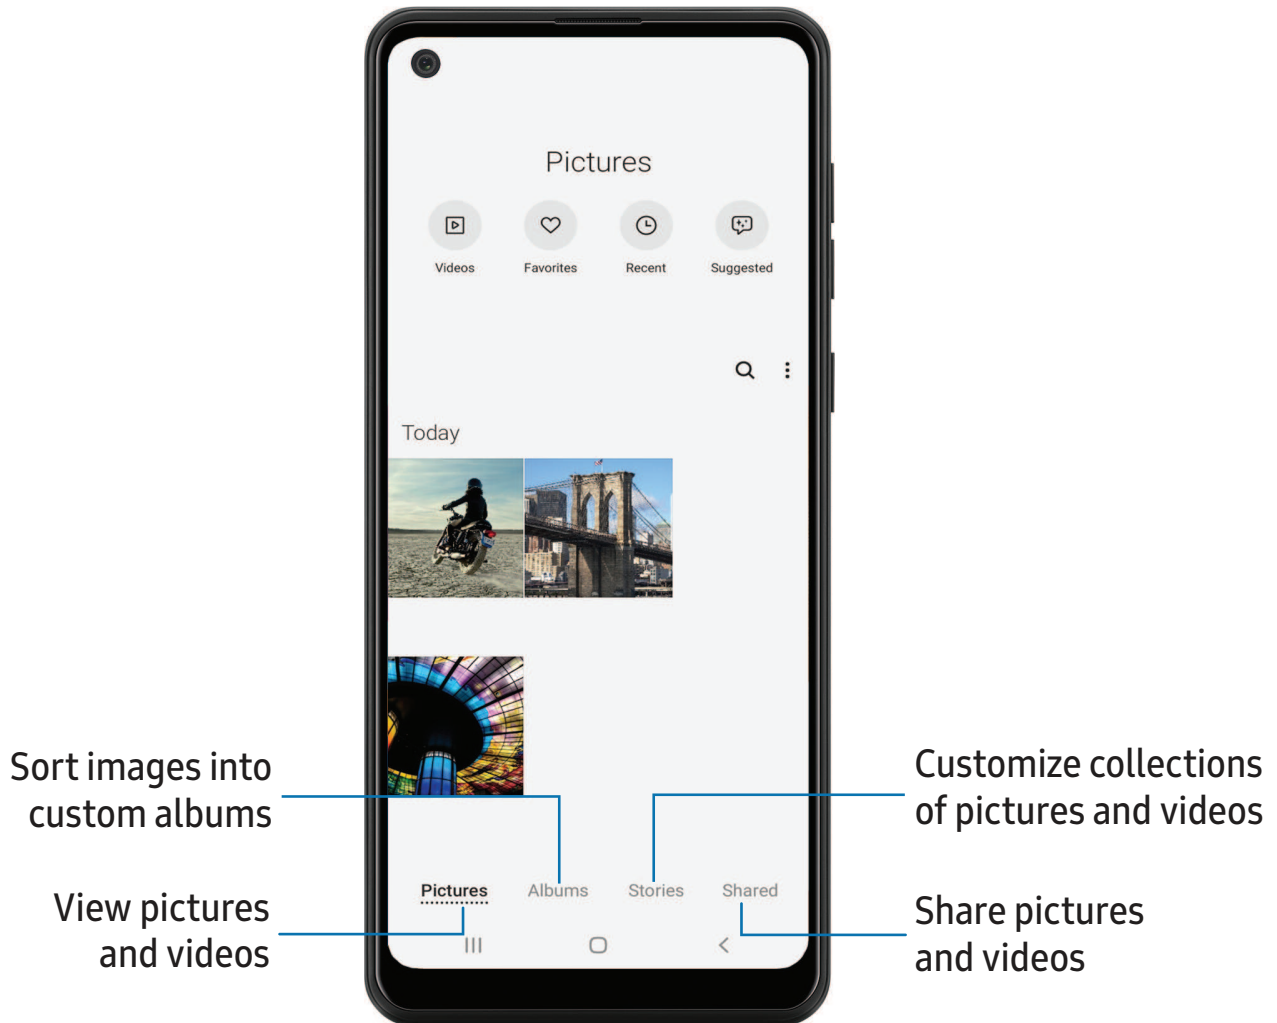 Pictures
Videos Favorites Recent Suggested
Today
Sort images into
custom albums
Customize collections
of pictures and videos
Pictures Albums Stories Shared
View pictures
and videos
Share pictures
and videos